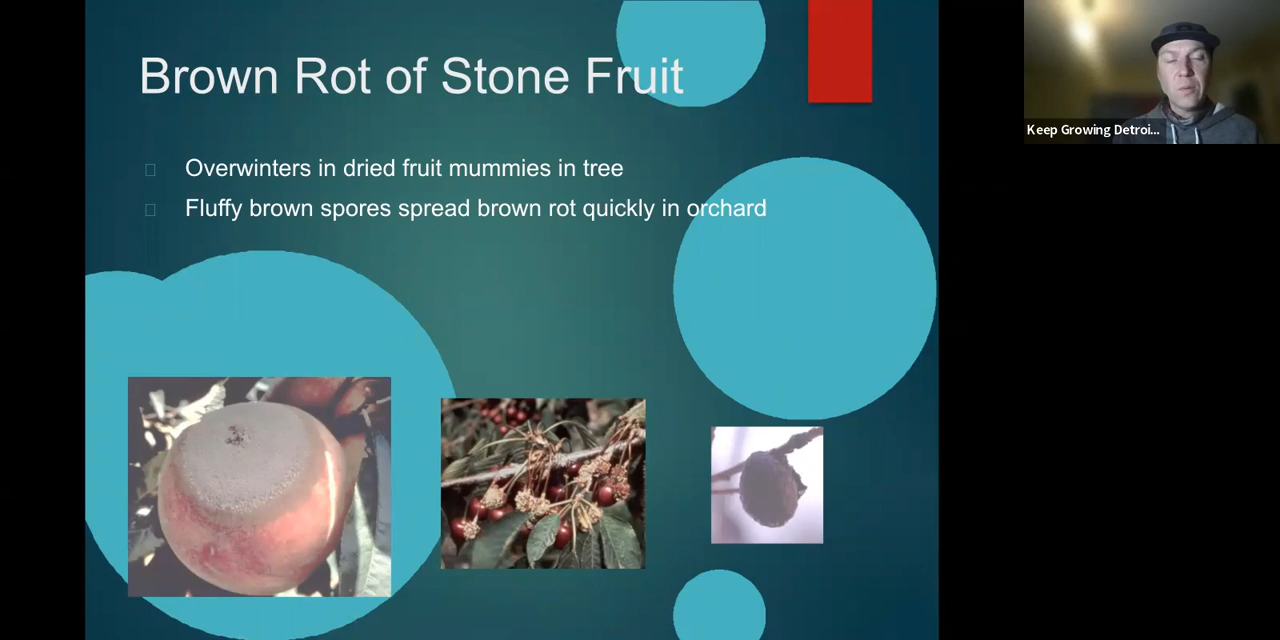 Brown Rot of Stone Fruit
Overwinters in dried fruit mummies in tree
Fluffy brown spores spread brown rot quickly in orchard
Keep Growing Detroi...